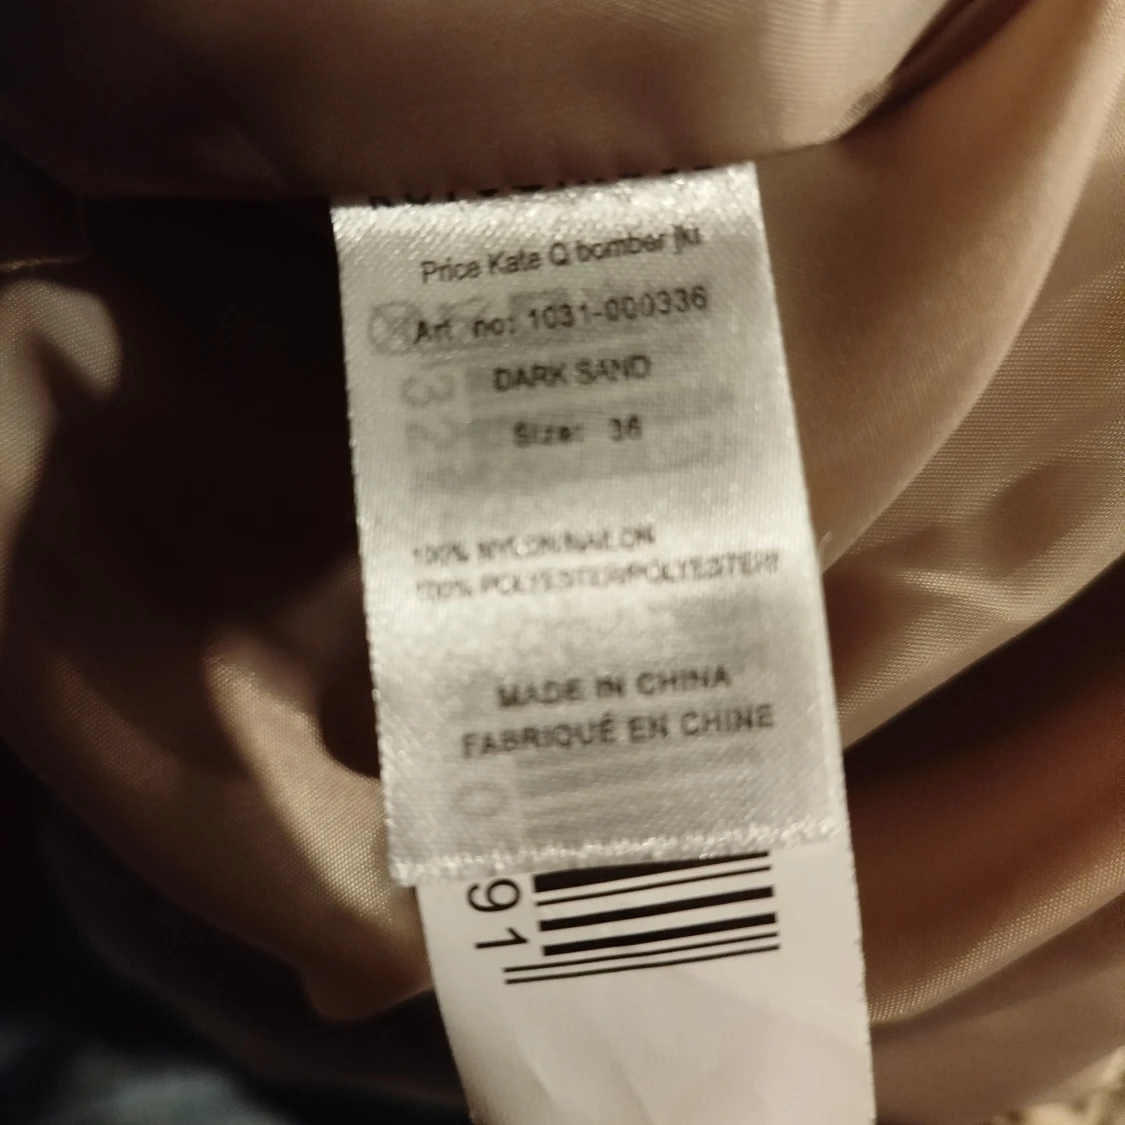 Price Kate Q bomber jkt
Art no: 1031-000336
DARK SAND
Size: 36
100% NYLON/NAILON
100% POLYESTER/POLYESTER
MADE IN CHINA
FABRIQUÉ EN CHINE
91